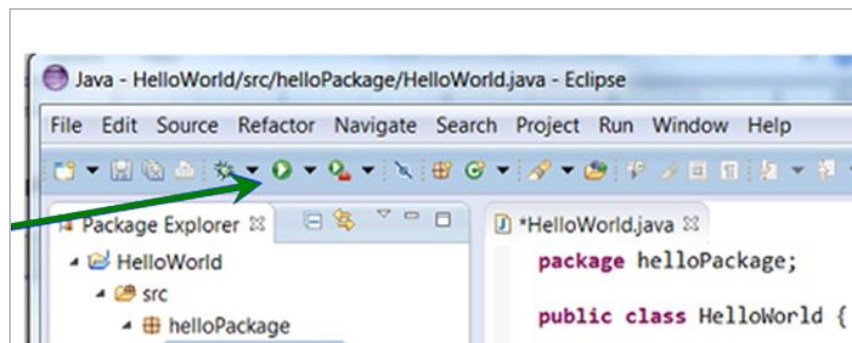 Java - HelloWorld/src/helloPackage/HelloWorld.java - Eclipse
File Edit Source Refactor Navigate Search Project Run Window Help
Package Explorer
*HelloWorld.java
HelloWorld
package helloPackage;
src
helloPackage
public class HelloWorld {